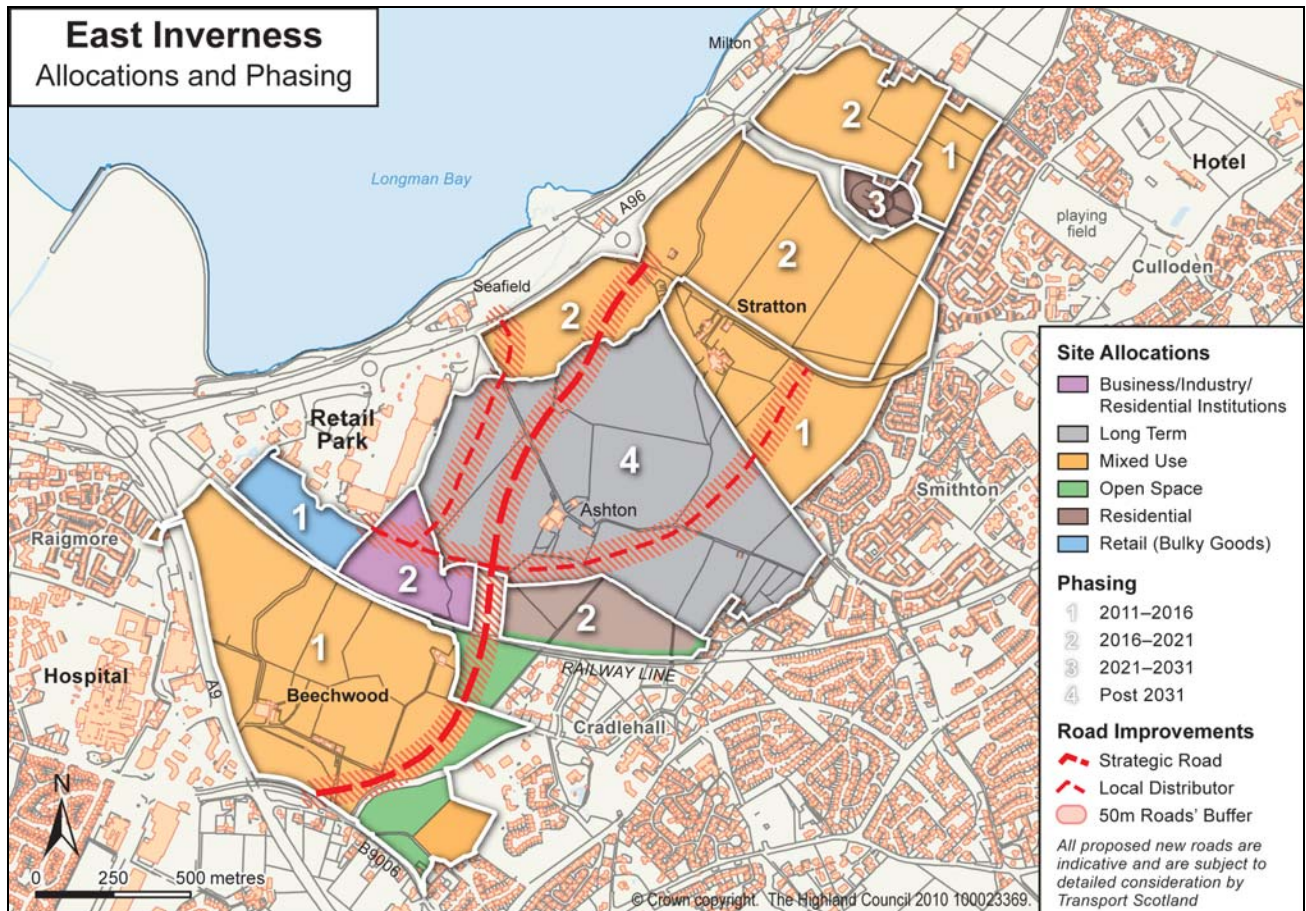 East Inverness
Allocations and Phasing
Milton
2
1
Hotel
Longman Bay
A96
3
playing
field
Culloden
2
Seafield
2
Stratton
Retail
Park
4
1
Smithton
1
Ashton
Raigmore
2
2
1
RAILWAY LINE
Hospital
A9
Beechwood
Cradlehall
B9006
N
0 250 500 metres
Site Allocations
Business/Industry/
Residential Institutions
Long Term
Mixed Use
Open Space
Residential
Retail (Bulky Goods)
Phasing
1 2011–2016
2 2016–2021
3 2021–2031
4 Post 2031
Road Improvements
Strategic Road
Local Distributor
50m Roads' Buffer
All proposed new roads are
indicative and are subject to
detailed consideration by
Transport Scotland
© Crown copyright. The Highland Council 2010 100023369.